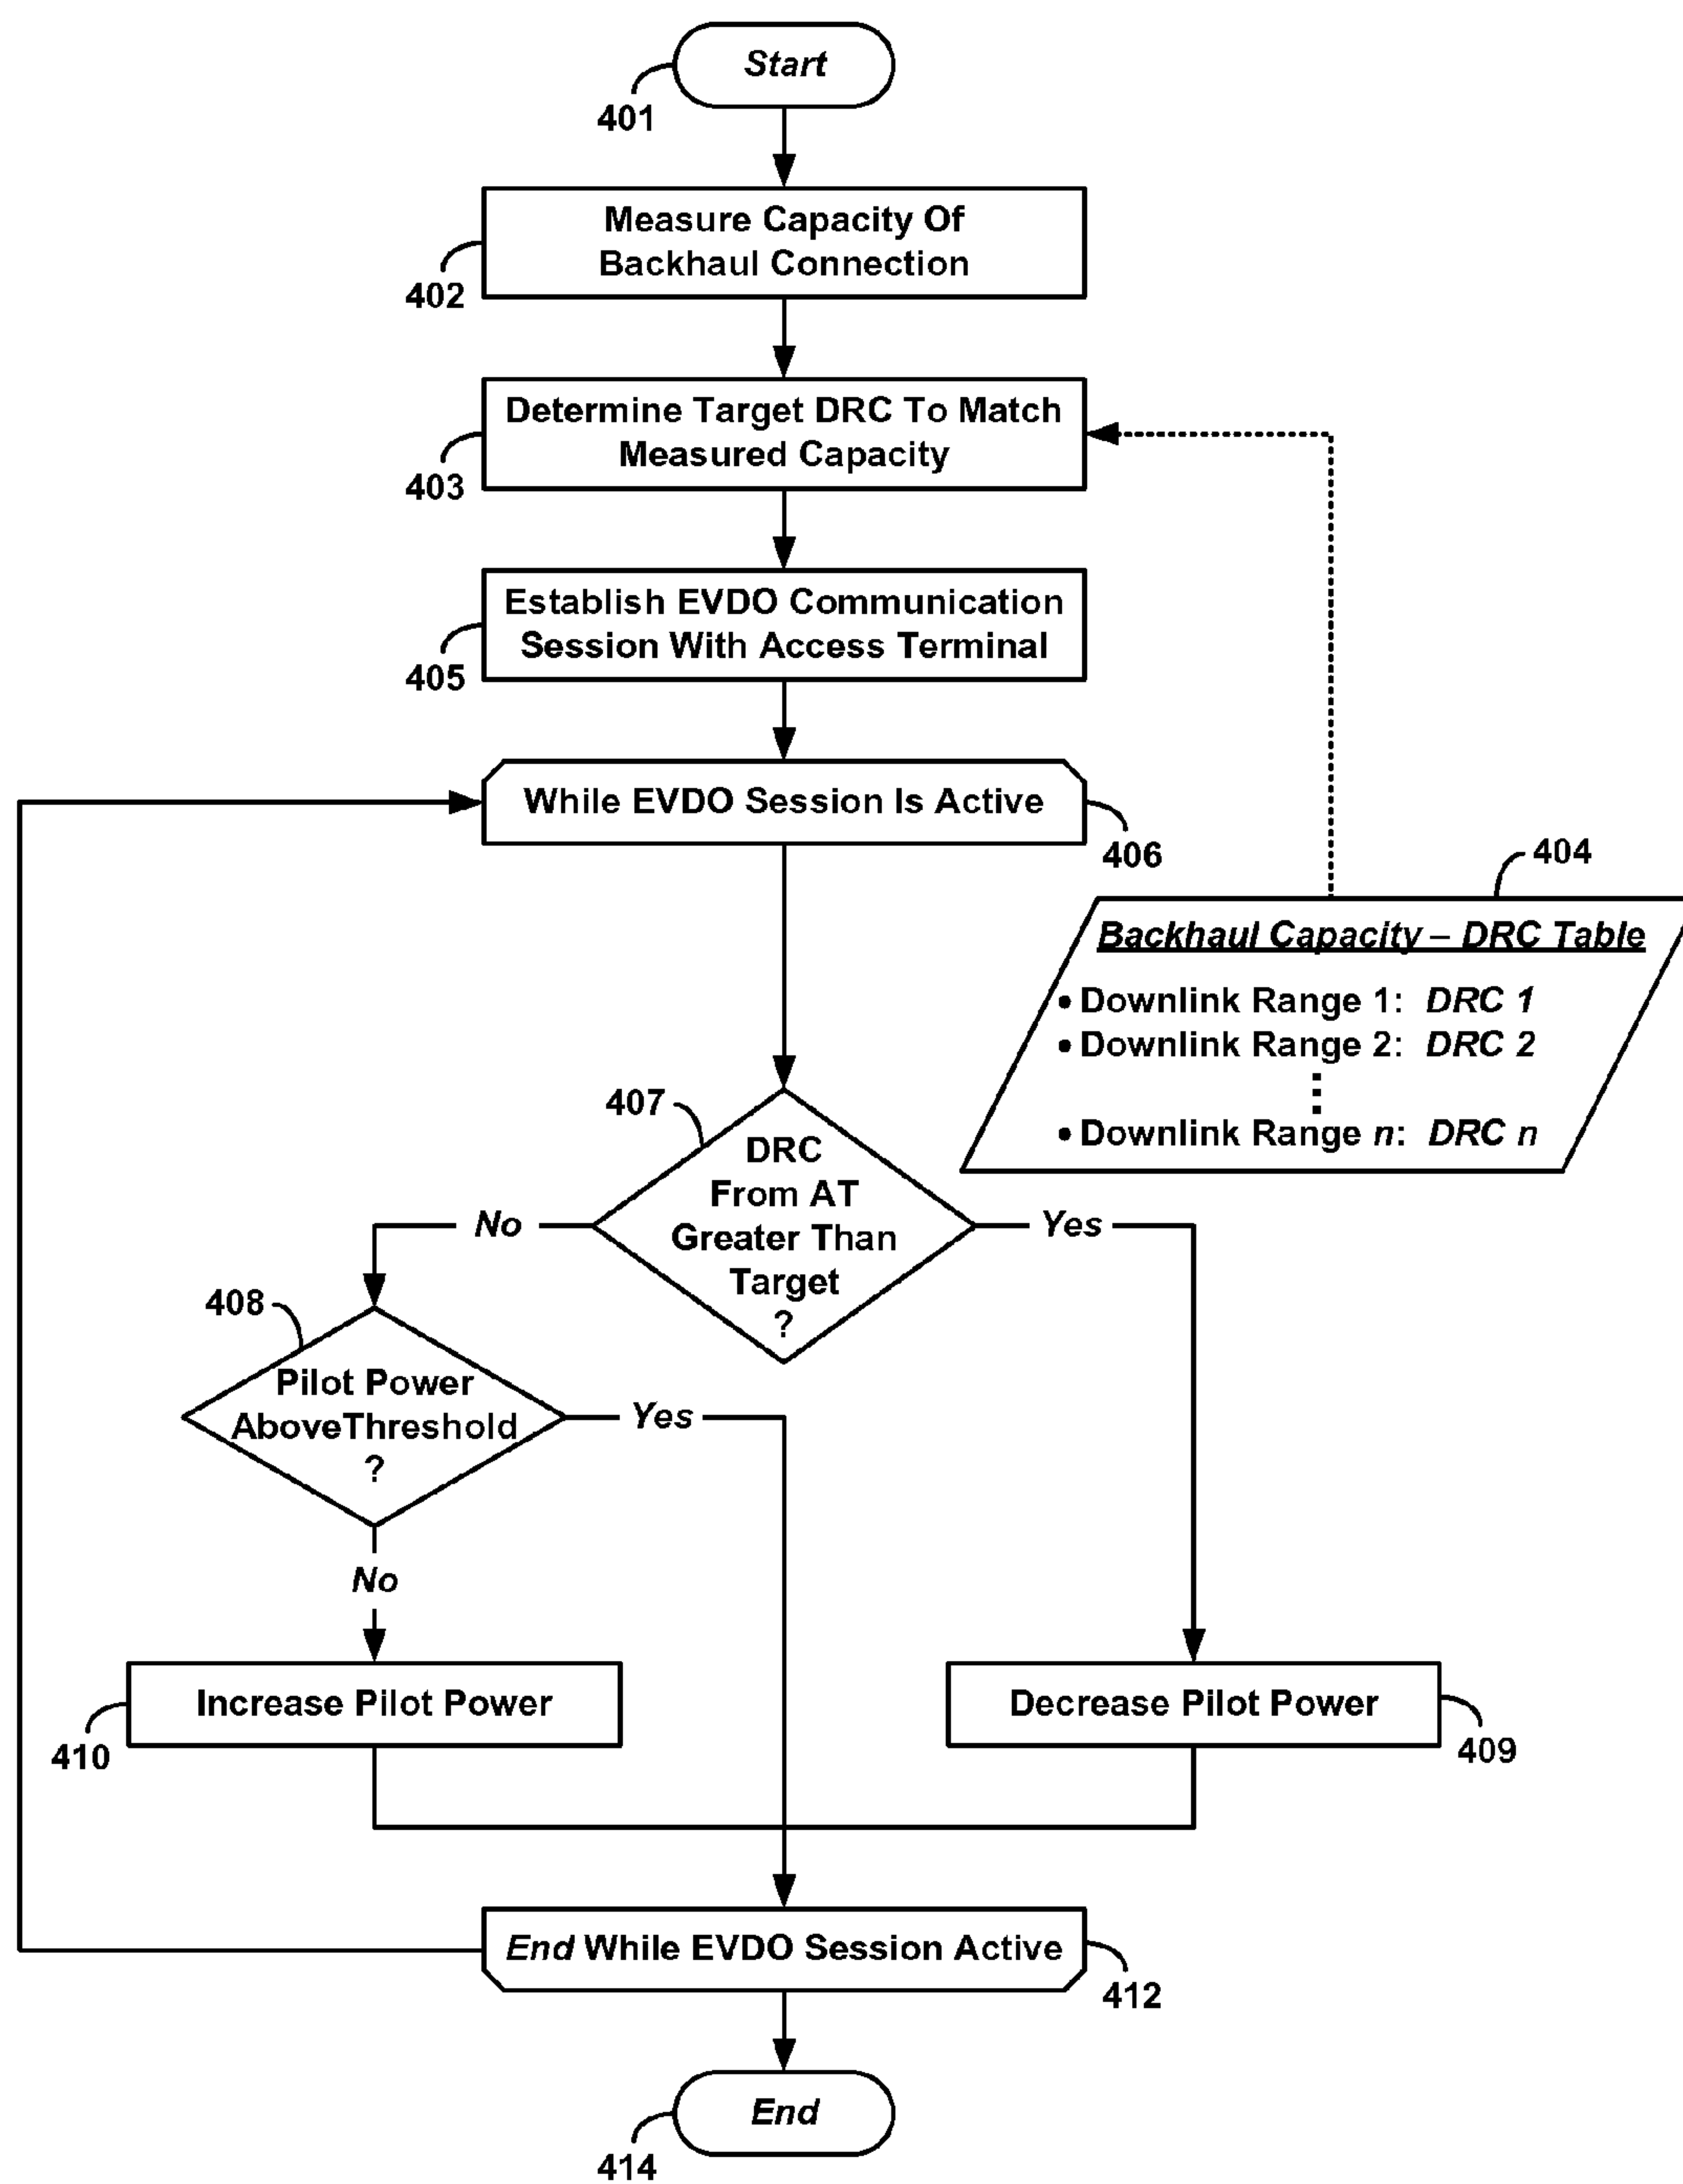 Start
401
Measure Capacity Of
Backhaul Connection
402
Determine Target DRC To Match
Measured Capacity
403
Establish EVDO Communication
Session With Access Terminal
405
While EVDO Session Is Active
406
404
Backhaul Capacity – DRC Table
• Downlink Range 1: DRC 1
• Downlink Range 2: DRC 2
⋮
• Downlink Range n: DRC n
407
DRC
From AT
Greater Than
Target
?
No
Yes
408
Pilot Power
AboveThreshold
?
Yes
No
Increase Pilot Power
410
Decrease Pilot Power
409
End While EVDO Session Active
412
End
414